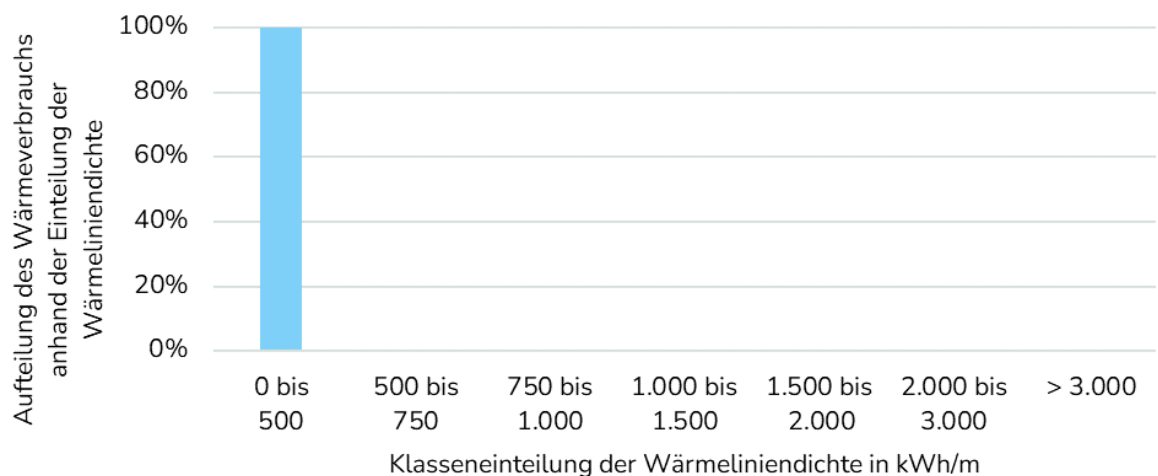 Aufteilung des Wärmeverbrauchs
anhand der Einteilung der
Wärmeliniendichte
100%
80%
60%
40%
20%
0%
0 bis
500
500 bis
750
750 bis
1.000
1.000 bis
1.500
1.500 bis
2.000
2.000 bis
3.000
> 3.000
Klasseneinteilung der Wärmeliniendichte in kWh/m